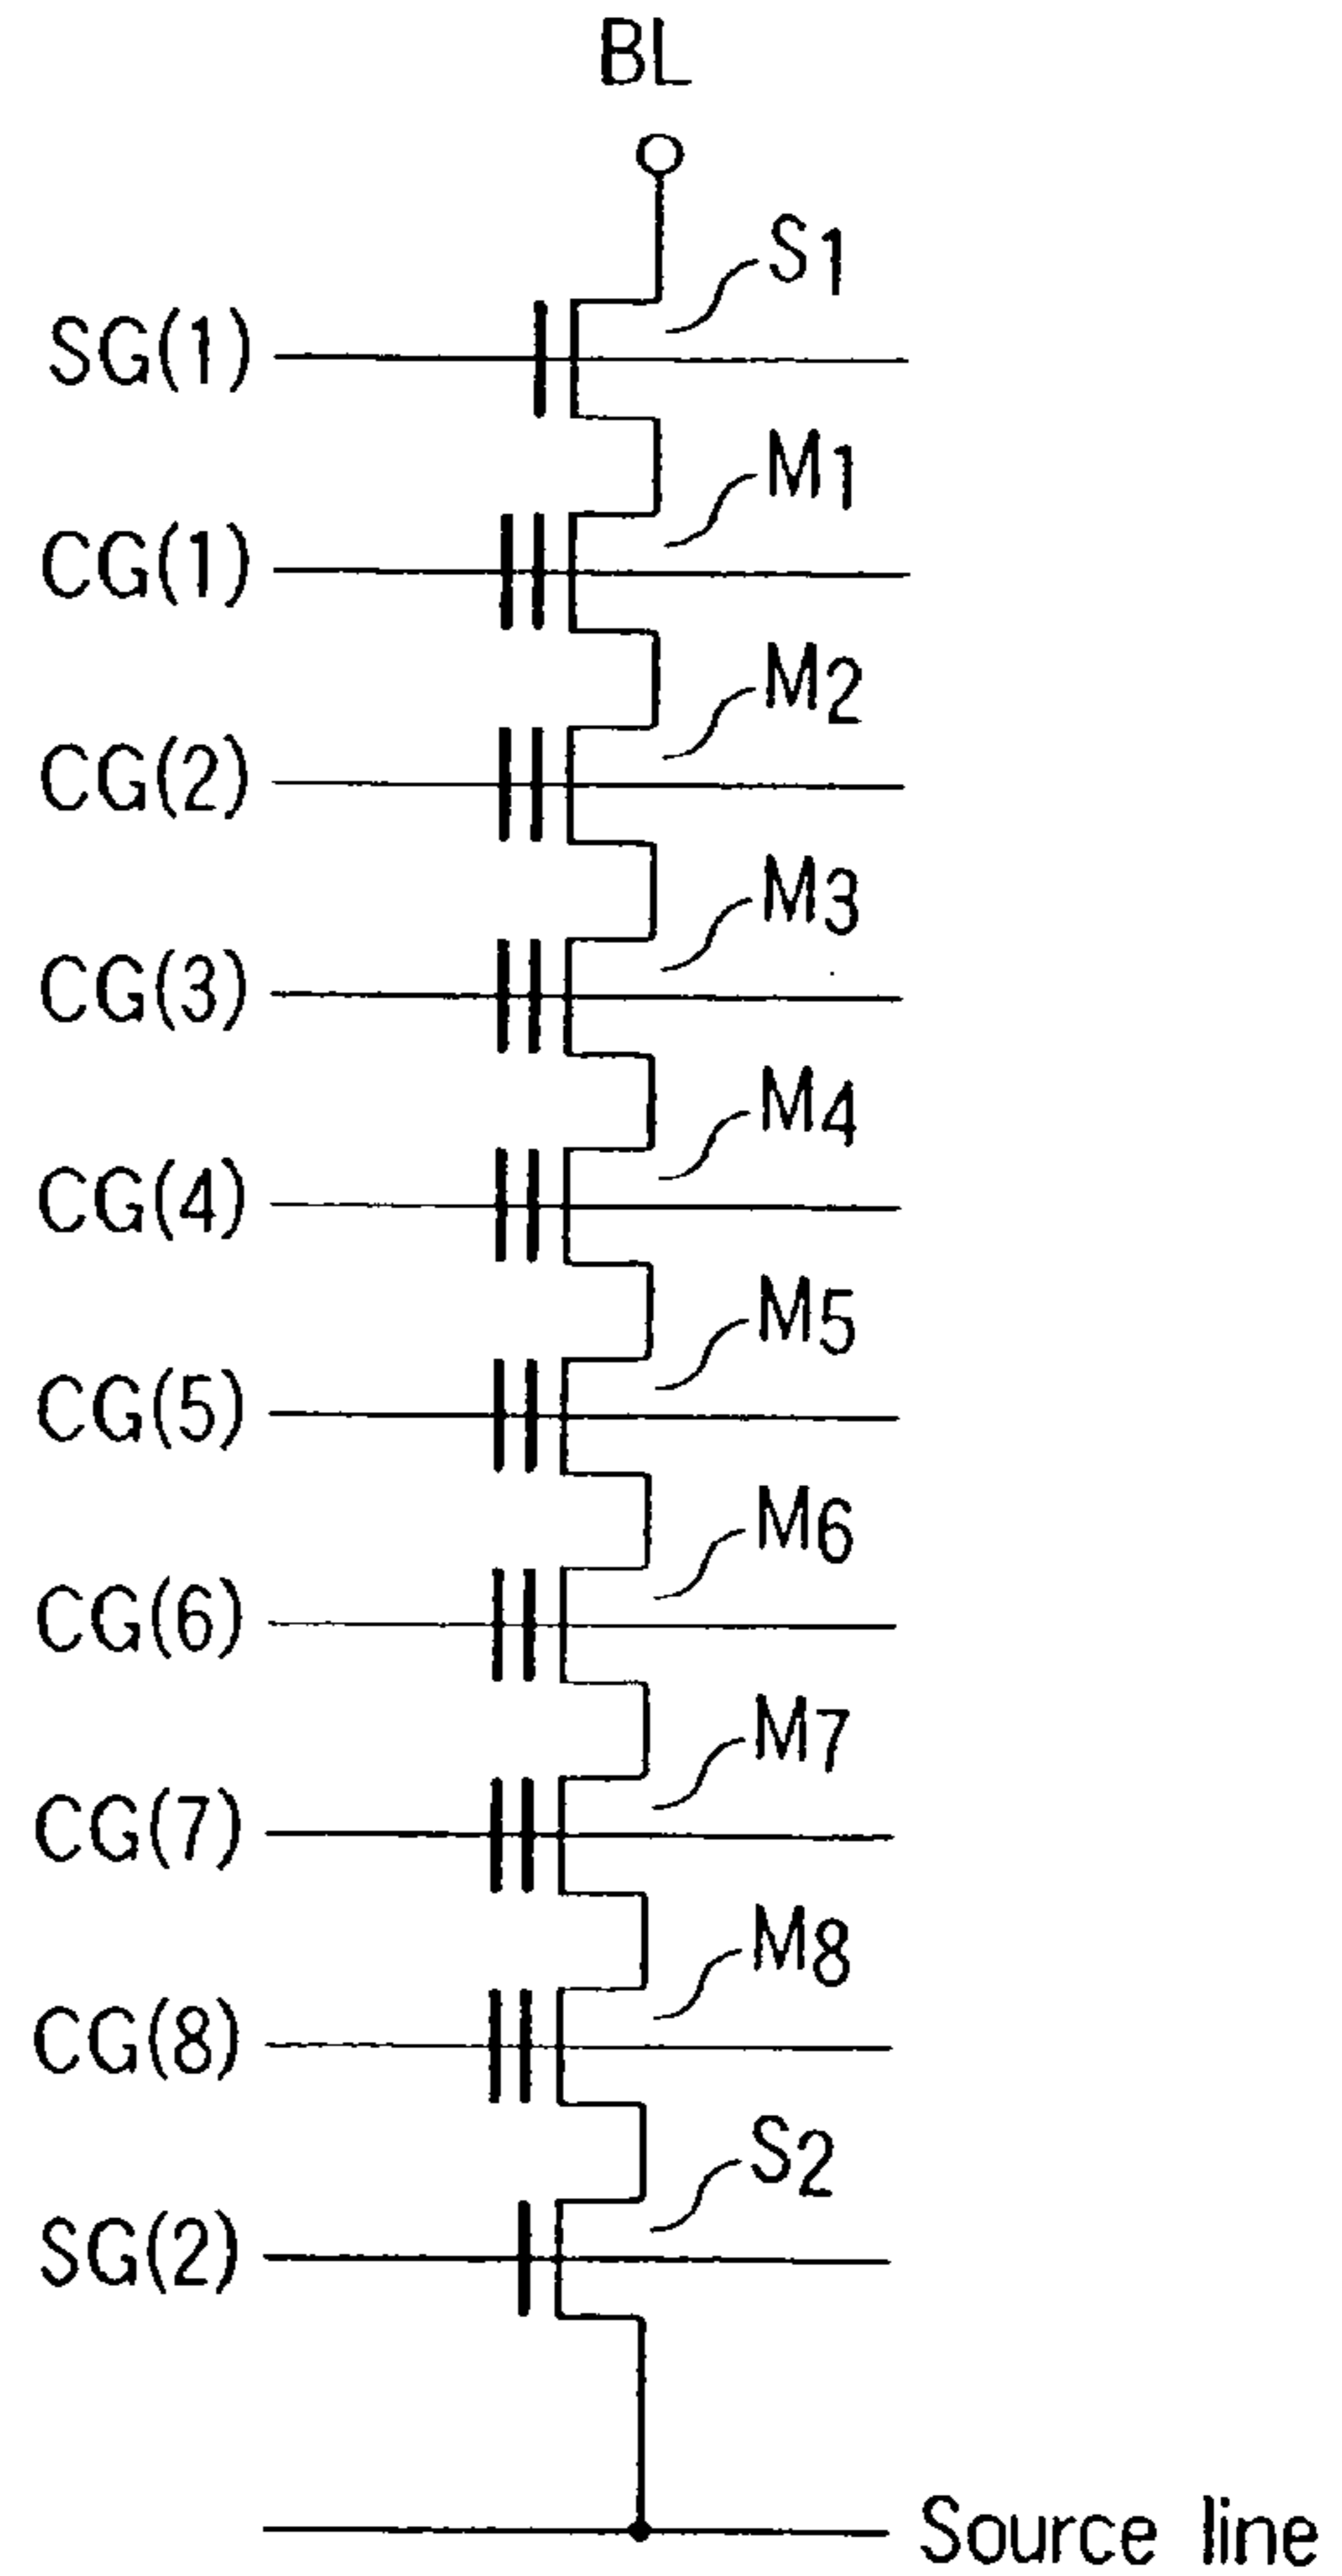 BL
S1
SG(1)
M1
CG(1)
M2
CG(2)
M3
CG(3)
M4
CG(4)
M5
CG(5)
M6
CG(6)
M7
CG(7)
M8
CG(8)
S2
SG(2)
Source line